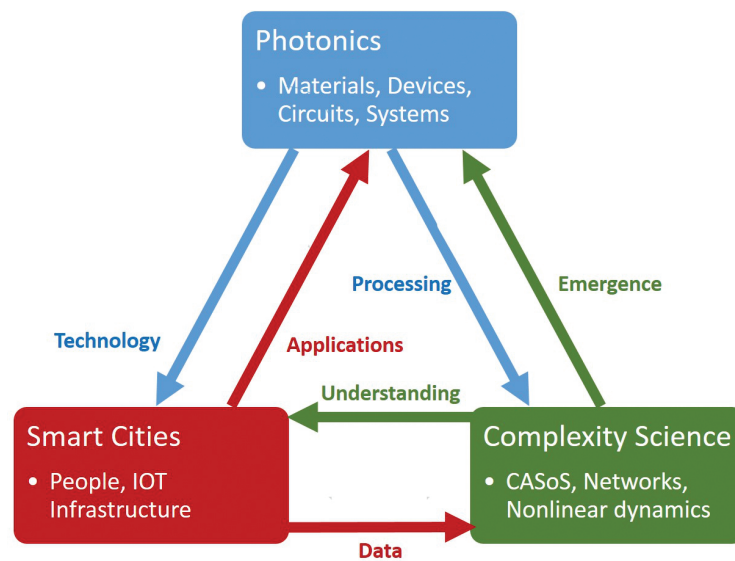 Photonics
• Materials, Devices,
Circuits, Systems
Processing
Emergence
Technology
Applications
Understanding
Smart Cities
• People, IOT
Infrastructure
Complexity Science
• CASoS, Networks,
Nonlinear dynamics
Data